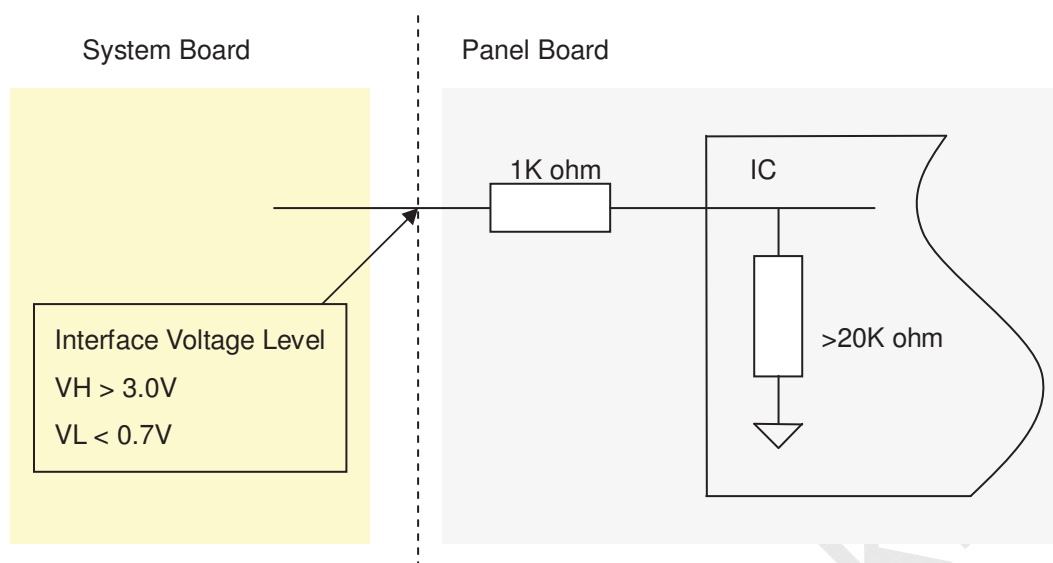 System Board
Panel Board
1K ohm
IC
Interface Voltage Level
VH > 3.0V
VL < 0.7V
>20K ohm